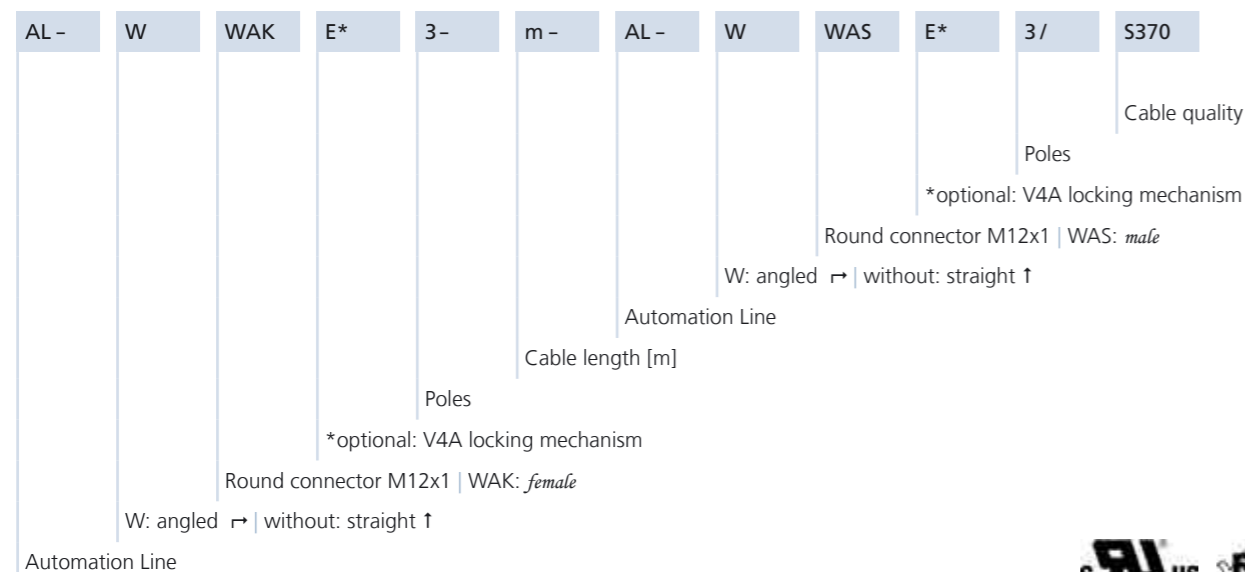 AL – W WAK E* 3 – m – AL – W WAS E* 3 / S370
Cable quality
Poles
*optional: V4A locking mechanism
Round connector M12x1 | WAS: male
W: angled ↱ | without: straight ↑
Automation Line
Cable length [m]
Poles
*optional: V4A locking mechanism
Round connector M12x1 | WAK: female
W: angled ↱ | without: straight ↑
Automation Line